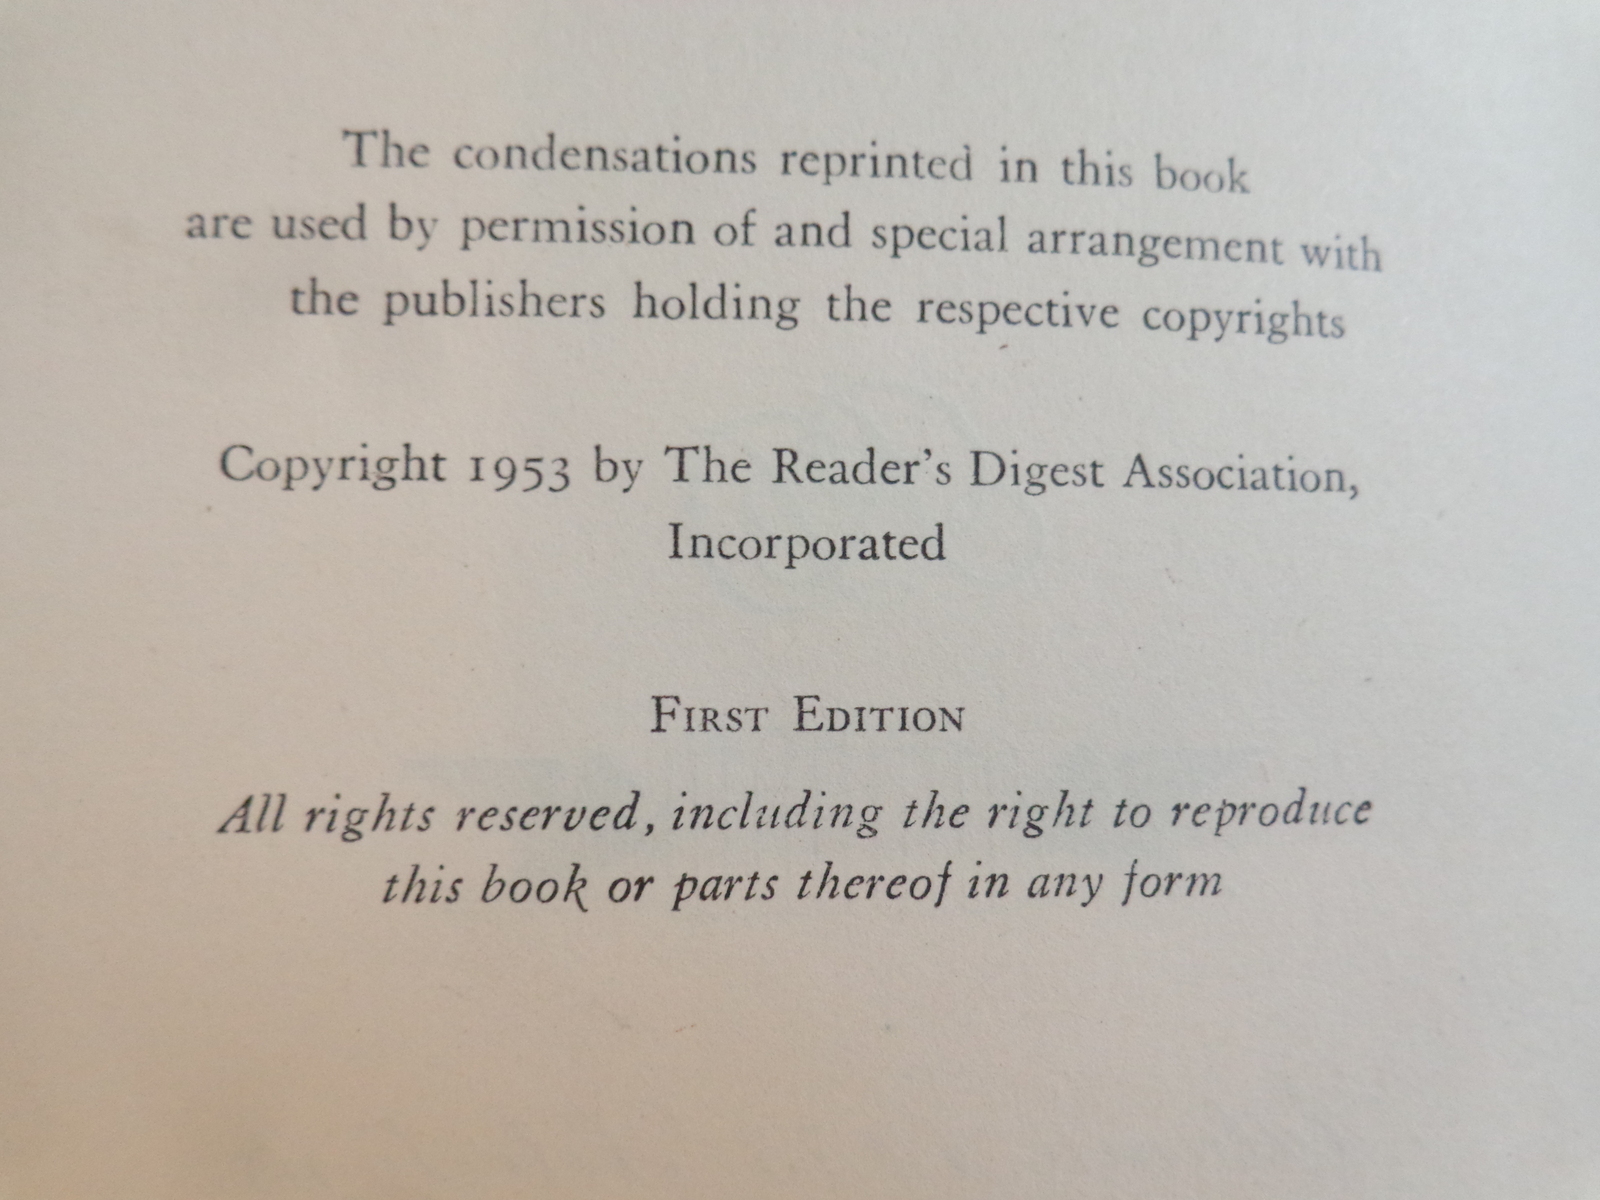 The condensations reprinted in this book
are used by permission of and special arrangement with
the publishers holding the respective copyrights
Copyright 1953 by The Reader's Digest Association,
Incorporated
First Edition
All rights reserved, including the right to reproduce
this book or parts thereof in any form